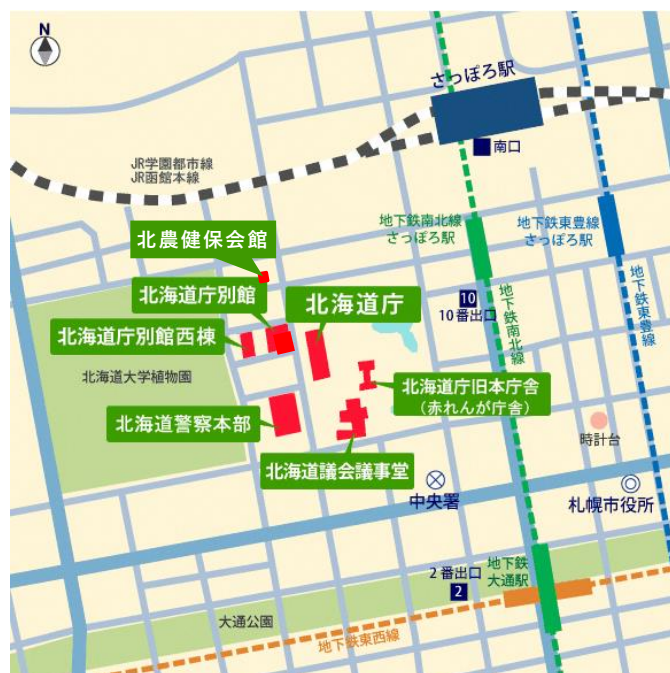 N
さっぽろ駅
南口
JR学園都市線
JR函館本線
地下鉄南北線
さっぽろ駅
地下鉄東豊線
さっぽろ駅
北農健保会館
北海道庁別館
北海道庁
10
10番出口
地下鉄南北線
地下鉄東豊線
北海道庁別館西棟
北海道大学植物園
北海道庁旧本庁舎
(赤れんが庁舎)
北海道警察本部
時計台
北海道議会議事堂
中央署
札幌市役所
地下鉄
大通駅
2番出口
2
大通公園
地下鉄東西線